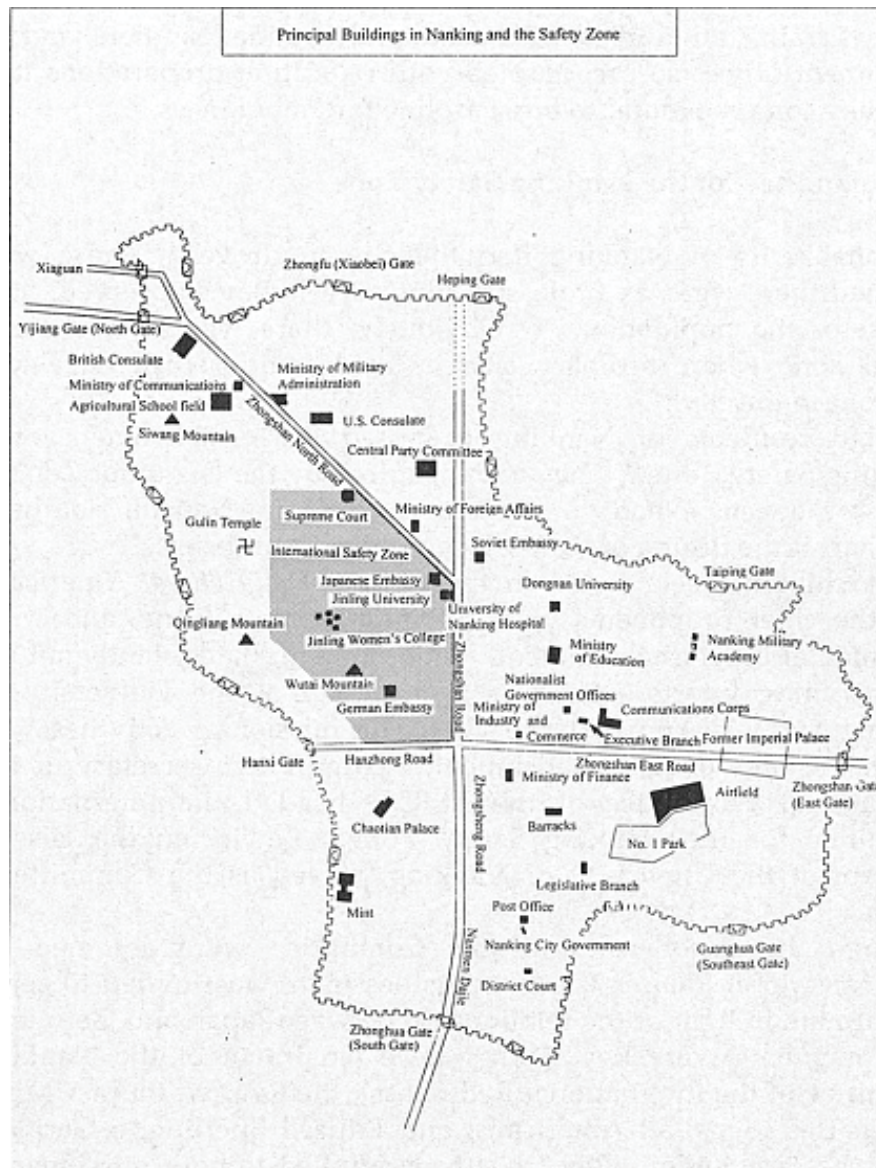 Principal Buildings in Nanking and the Safety Zone
Xiaguan
Zhongfu (Xiaobei) Gate
Heping Gate
Yijiang Gate (North Gate)
British Consulate
Ministry of Military
Administration
Ministry of Communications
Agricultural School field
U.S. Consulate
Siwang Mountain
Zhongshan North Road
Central Party Committee
Supreme Court
Ministry of Foreign Affairs
Gulin Temple
卍
International Safety Zone
Soviet Embassy
Taiping Gate
Japanese Embassy
Dongnan University
Jinling University
University of
Nanking Hospital
Qingliang Mountain
Jinling Women's College
Nanking Military
Academy
Ministry
of Education
Wutai Mountain
Zhongshan Road
Nationalist
Government Offices
German Embassy
Ministry of
Industry and
Commerce
Communications Corps
Executive Branch
Former Imperial Palace
Hansi Gate
Hanzhong Road
Zhongshan East Road
Zhongshan Gate
(East Gate)
Ministry of Finance
Airfield
Chaotian Palace
Zhongsheng Road
Barracks
No. 1 Park
Legislative Branch
Mint
Post Office
Nanking City Government
Guanghua Gate
(Southeast Gate)
Nanmen Dajie
District Court
Zhonghua Gate
(South Gate)